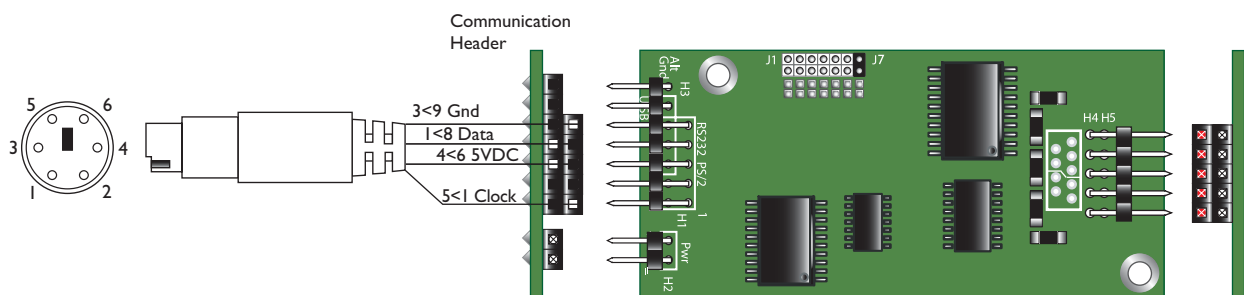 Communication
Header
5 6
3 4
1 2
3<9 Gnd
1<8 Data
4<6 5VDC
5<1 Clock
Alt
Gnd
H3
USB
RS232 PS/2
1
H1
Pwr
H2
J1 J7
H4 H5